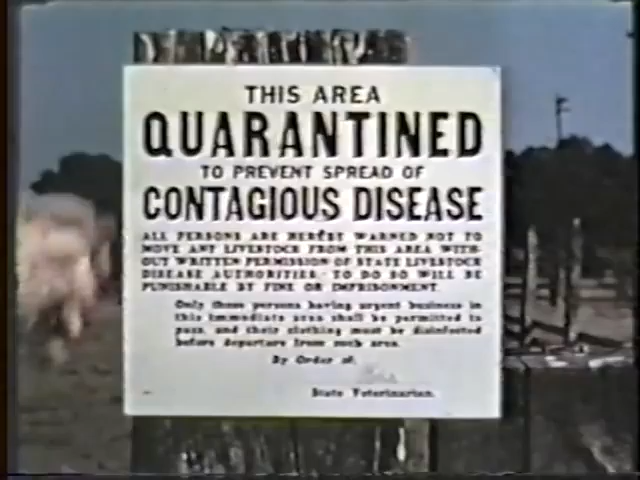 THIS AREA
QUARANTINED
TO PREVENT SPREAD OF
CONTAGIOUS DISEASE
ALL PERSONS ARE HEREBY WARNED NOT TO
MOVE ANY LIVESTOCK FROM THIS AREA WITH-
OUT WRITTEN PERMISSION OF STATE LIVESTOCK
DISEASE AUTHORITIES. TO DO SO WILL BE
PUNISHABLE BY FINE OR IMPRISONMENT.
Only those persons having urgent business in
this immediate area shall be permitted to
pass, and their clothing must be disinfected
before departure from such area.
By Order of,
State Veterinarian.